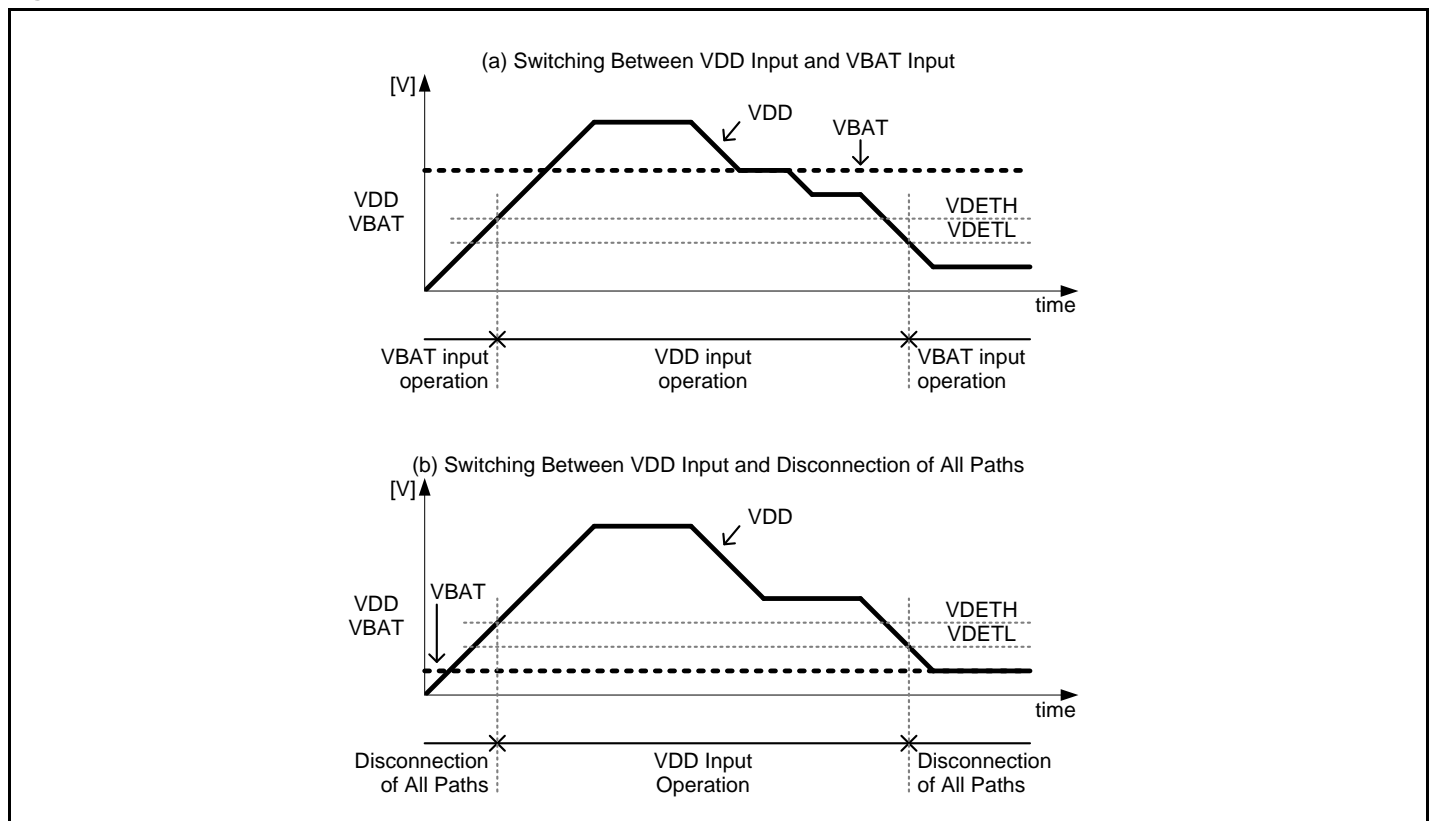 (a) Switching Between VDD Input and VBAT Input
[V]
VDD
VBAT
VDD
VBAT
VDETH
VDETL
time
VBAT input
operation
VDD input
operation
VBAT input
operation
(b) Switching Between VDD Input and Disconnection of All Paths
[V]
VDD
VBAT
VDD
VBAT
VDETH
VDETL
time
Disconnection
of All Paths
VDD Input
Operation
Disconnection
of All Paths